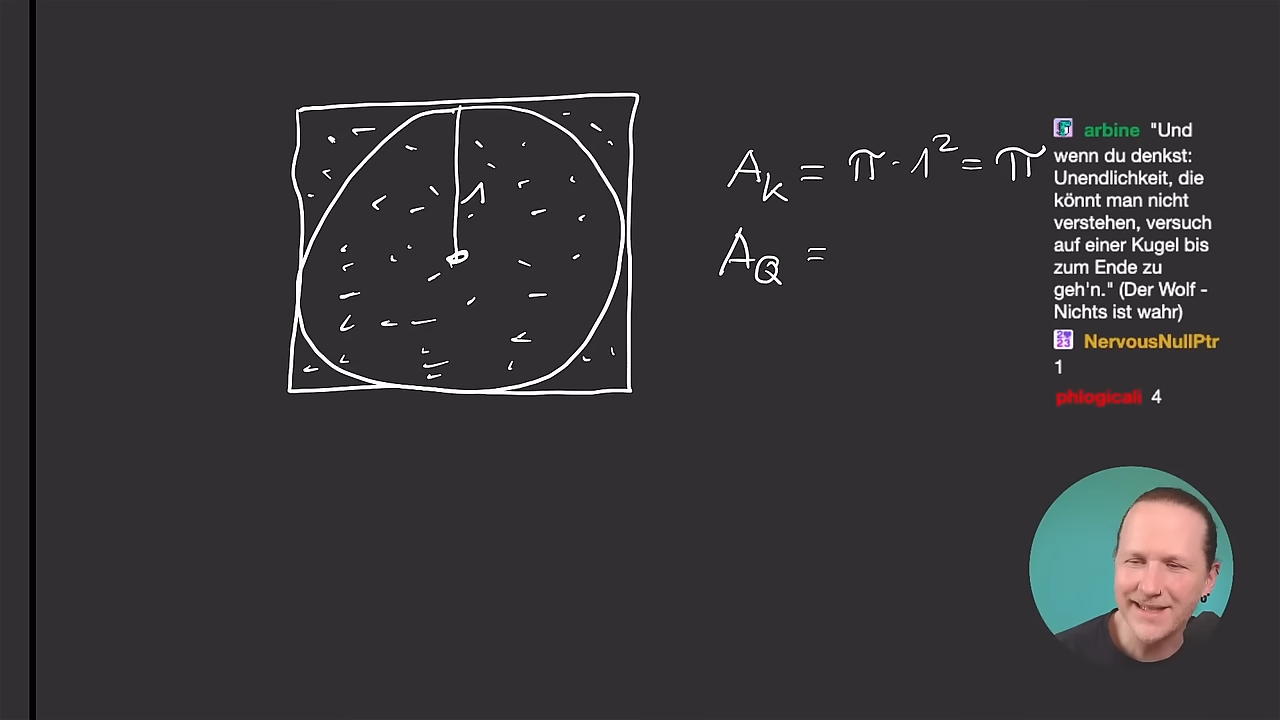 1
A_K = π · 1² = π
A_Q =
arbine "Und
wenn du denkst:
Unendlichkeit, die
könnt man nicht
verstehen, versuch
auf einer Kugel bis
zum Ende zu
geh'n." (Der Wolf -
Nichts ist wahr)
NervousNullPtr
1
phlogicali 4